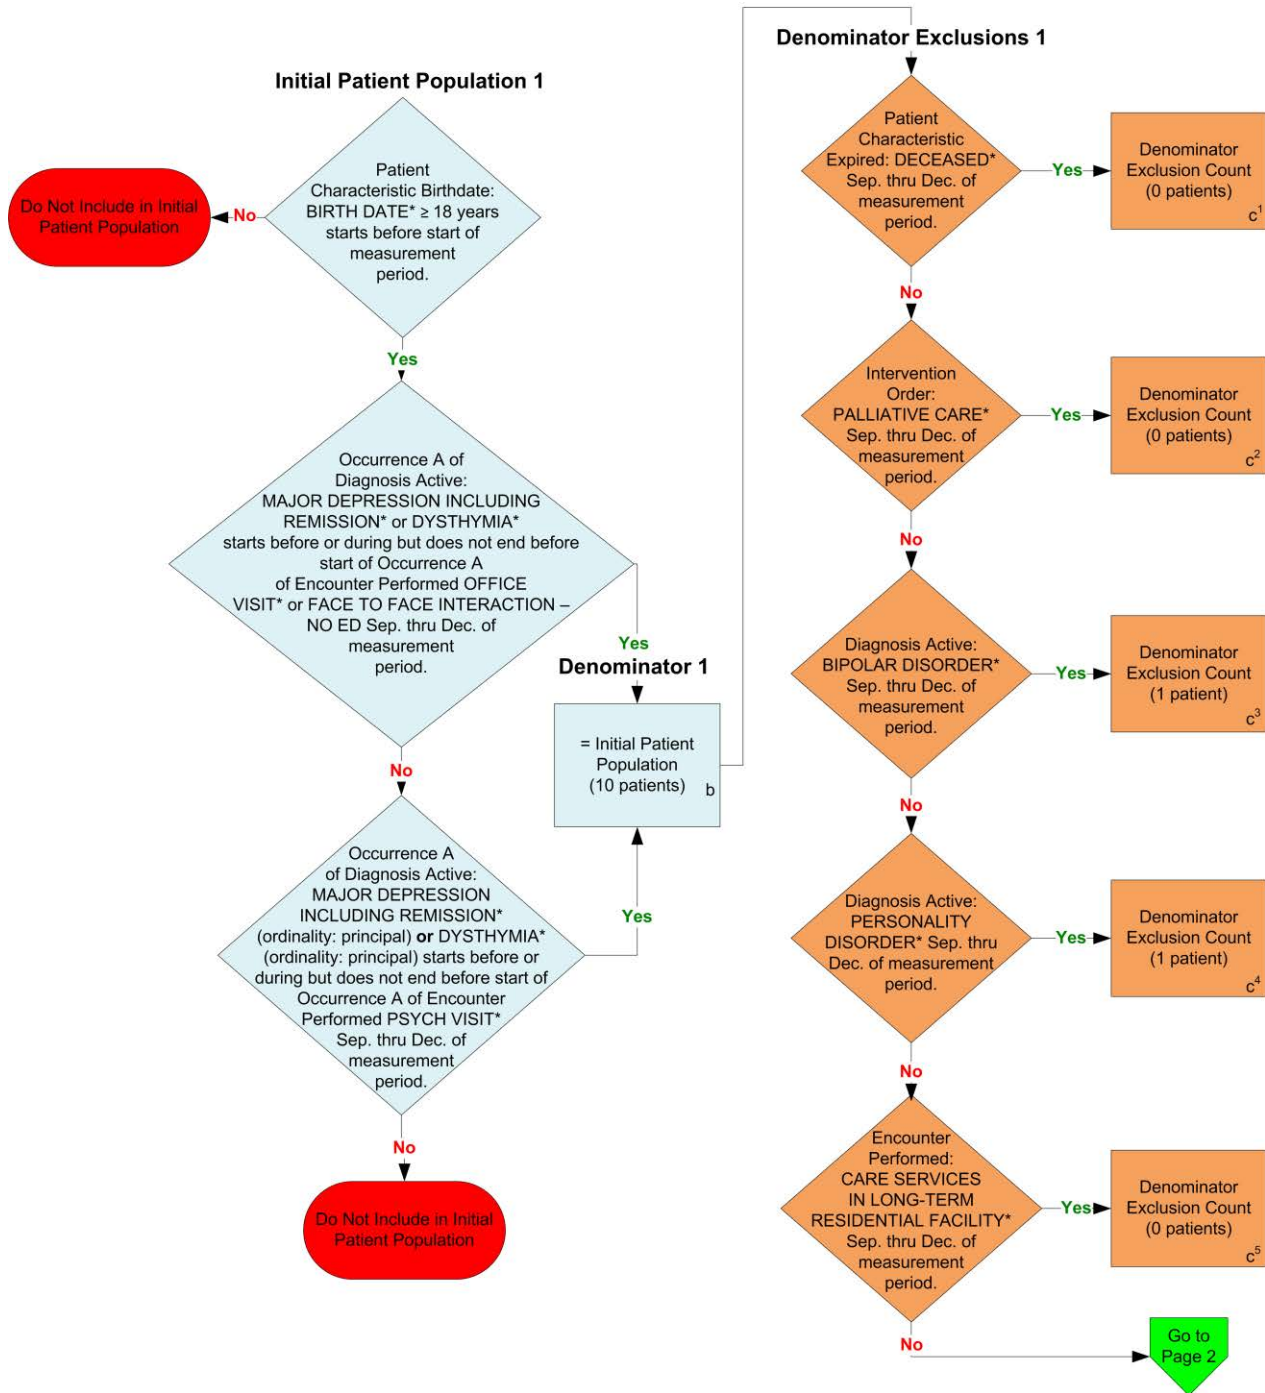 Initial Patient Population 1
Patient
Characteristic Birthdate:
BIRTH DATE* ≥ 18 years
starts before start of
measurement
period.
No
Do Not Include in Initial
Patient Population
Yes
Occurrence A of
Diagnosis Active:
MAJOR DEPRESSION INCLUDING
REMISSION* or DYSTHYMIA*
starts before or during but does not end before
start of Occurrence A
of Encounter Performed OFFICE
VISIT* or FACE TO FACE INTERACTION –
NO ED Sep. thru Dec. of
measurement
period.
Yes
Denominator 1
= Initial Patient
Population
(10 patients)
b
No
Occurrence A
of Diagnosis Active:
MAJOR DEPRESSION
INCLUDING REMISSION*
(ordinality: principal) or DYSTHYMIA*
(ordinality: principal) starts before or
during but does not end before start of
Occurrence A of Encounter
Performed PSYCH VISIT*
Sep. thru Dec. of
measurement
period.
Yes
No
Do Not Include in Initial
Patient Population
Denominator Exclusions 1
Patient
Characteristic
Expired: DECEASED*
Sep. thru Dec. of
measurement
period.
Yes
Denominator
Exclusion Count
(0 patients)
c¹
No
Intervention
Order:
PALLIATIVE CARE*
Sep. thru Dec. of
measurement
period.
Yes
Denominator
Exclusion Count
(0 patients)
c²
No
Diagnosis Active:
BIPOLAR DISORDER*
Sep. thru Dec. of
measurement
period.
Yes
Denominator
Exclusion Count
(1 patient)
c³
No
Diagnosis Active:
PERSONALITY
DISORDER* Sep. thru
Dec. of measurement
period.
Yes
Denominator
Exclusion Count
(1 patient)
c⁴
No
Encounter
Performed:
CARE SERVICES
IN LONG-TERM
RESIDENTIAL FACILITY*
Sep. thru Dec. of
measurement
period.
Yes
Denominator
Exclusion Count
(0 patients)
c⁵
No
Go to
Page 2